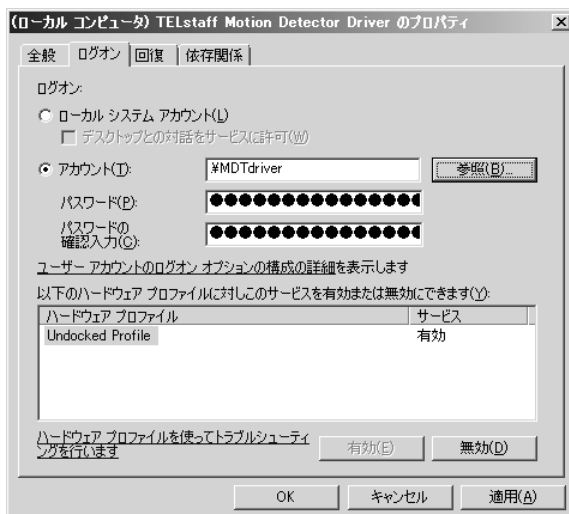 (ローカル コンピュータ) TELstaff Motion Detector Driver のプロパティ
全般 ログオン 回復 依存関係
ログオン:
ローカル システム アカウント(L)
デスクトップとの対話をサービスに許可(W)
アカウント(T): ¥MDTdriver 参照(B)...
パスワード(P): ●●●●●●●●●●●●●●●
パスワードの
確認入力(C): ●●●●●●●●●●●●●●●
ユーザー アカウントのログオン オプションの構成の詳細を表示します
以下のハードウェア プロファイルに対しこのサービスを有効または無効にできます(Y):
ハードウェア プロファイル サービス
Undocked Profile 有効
ハードウェア プロファイルを使ってトラブルシューティ
ングを行います 有効(E) 無効(D)
OK キャンセル 適用(A)